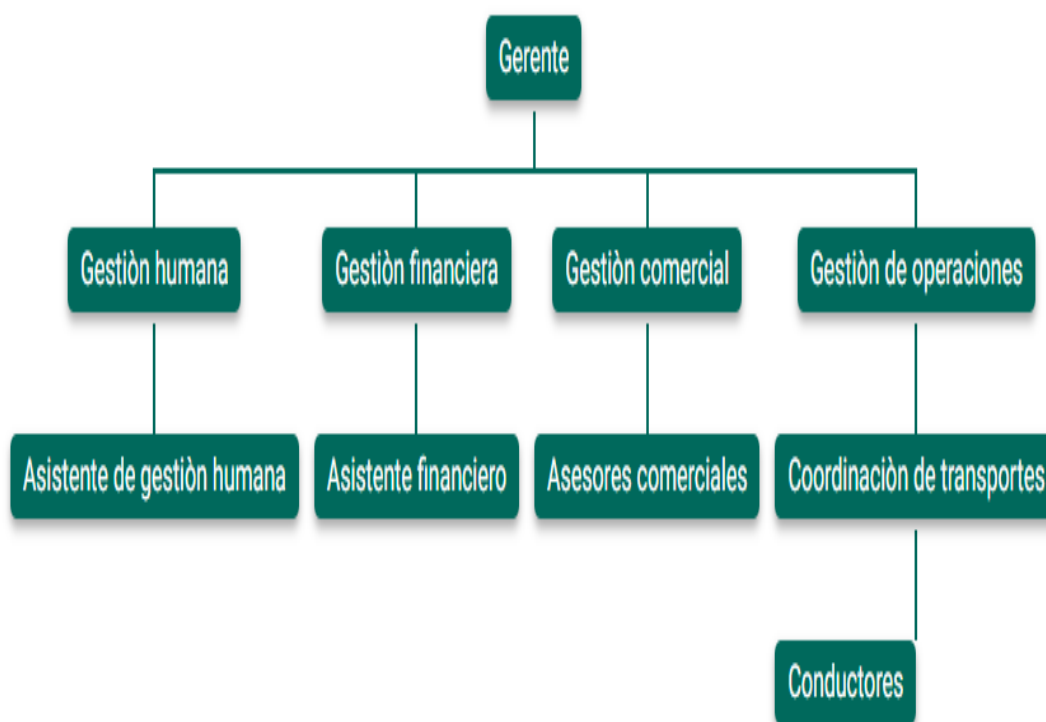 Gerente
Gestiòn humana
Gestiòn financiera
Gestiòn comercial
Gestiòn de operaciones
Asistente de gestiòn humana
Asistente financiero
Asesores comerciales
Coordinaciòn de transportes
Conductores